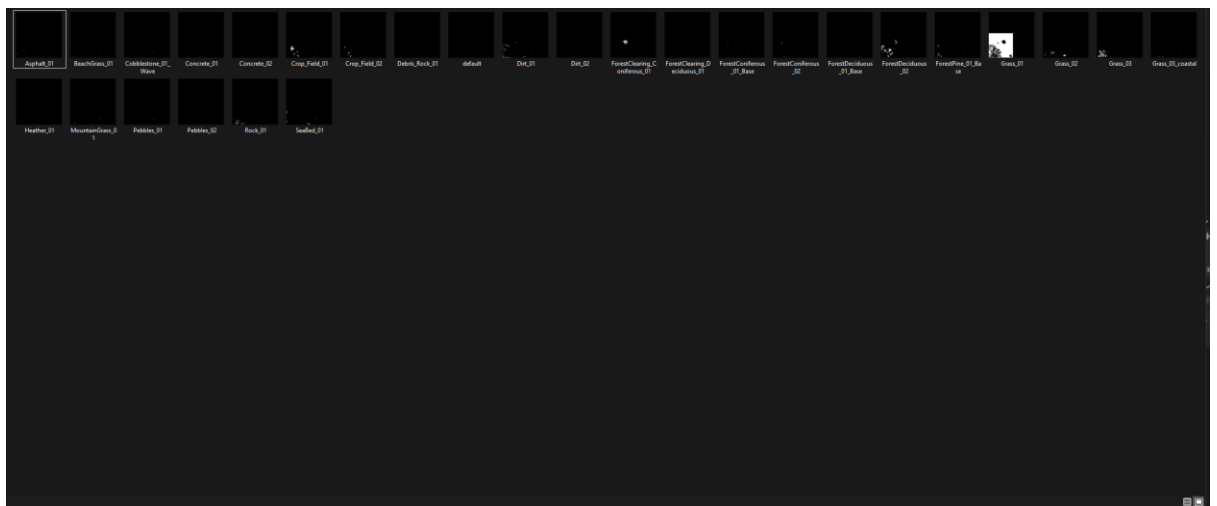 Asphalt_01
BeachGrass_01
Cobblestone_01_
Wave
Concrete_01
Concrete_02
Crop_Field_01
Crop_Field_02
Debris_Rock_01
default
Dirt_01
Dirt_02
ForestClearing_C
oniferous_01
ForestClearing_D
eciduous_01
ForestConiferous
_01_Base
ForestConiferous
_02
ForestDeciduous
_01_Base
ForestDeciduous
_02
ForestPine_01_Ba
se
Grass_01
Grass_02
Grass_03
Grass_03_coastal
Heather_01
MountainGrass_0
1
Pebbles_01
Pebbles_02
Rock_01
SeaBed_01